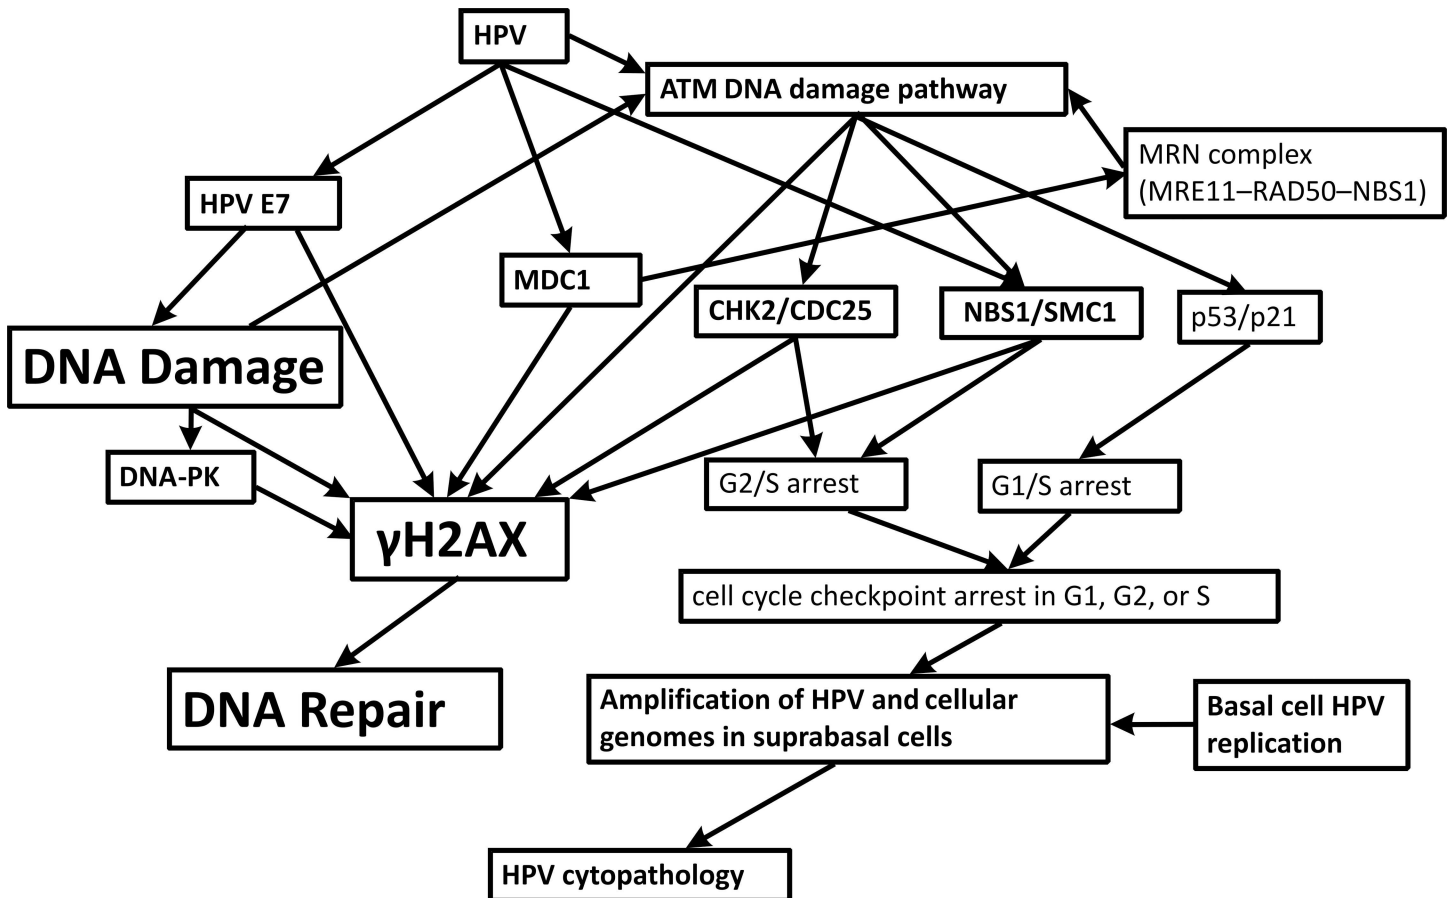 HPV
ATM DNA damage pathway
MRN complex
(MRE11–RAD50–NBS1)
HPV E7
MDC1
CHK2/CDC25
NBS1/SMC1
p53/p21
DNA Damage
DNA-PK
G2/S arrest
G1/S arrest
γH2AX
cell cycle checkpoint arrest in G1, G2, or S
DNA Repair
Amplification of HPV and cellular
genomes in suprabasal cells
Basal cell HPV
replication
HPV cytopathology